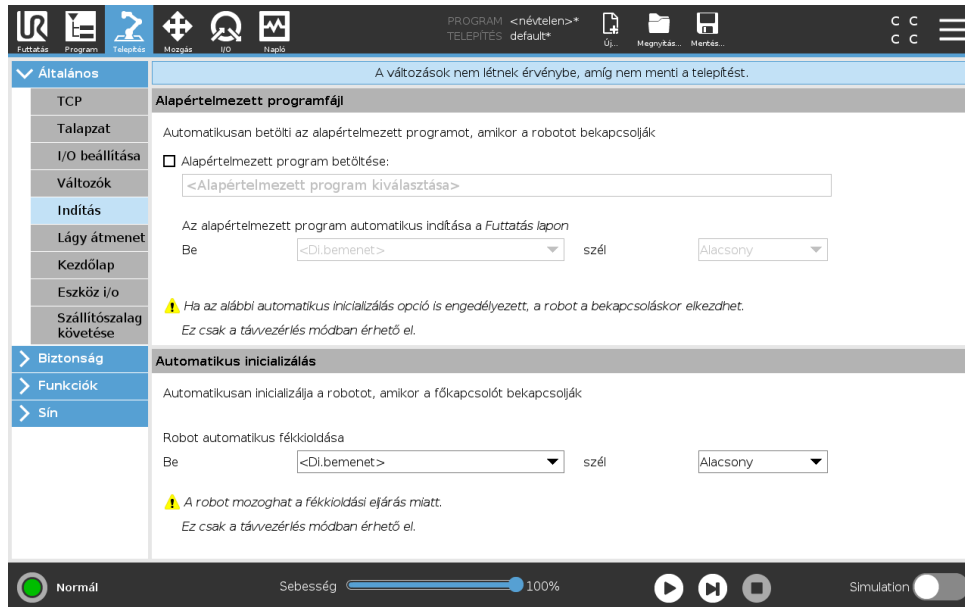 UR
PROGRAM <névtelen>*
TELEPÍTÉS default*
Futtatás Program Telepítés Mozgás I/O Napló Új... Megnyitás... Mentés...
C C
C C
Általános
TCP
Talapzat
I/O beállítása
Változók
Indítás
Lágy átmenet
Kezdőlap
Eszköz i/o
Szállítószalag
követése
Biztonság
Funkciók
Sín
A változások nem létnek érvénybe, amíg nem menti a telepítést.
Alapértelmezett programfájl
Automatikusan betölti az alapértelmezett programot, amikor a robotot bekapcsolják
Alapértelmezett program betöltése:
<Alapértelmezett program kiválasztása>
Az alapértelmezett program automatikus indítása a Futtatás lapon
Be <Di.bemenet> szél Alacsony
Ha az alábbi automatikus inicializálás opció is engedélyezett, a robot a bekapcsoláskor elkezdhet.
Ez csak a távvezérlés módban érhető el.
Automatikus inicializálás
Automatikusan inicializálja a robotot, amikor a főkapcsolót bekapcsolják
Robot automatikus fékkioldása
Be <Di.bemenet> szél Alacsony
A robot mozoghat a fékkioldási eljárás miatt.
Ez csak a távvezérlés módban érhető el.
Normál Sebesség 100% Simulation